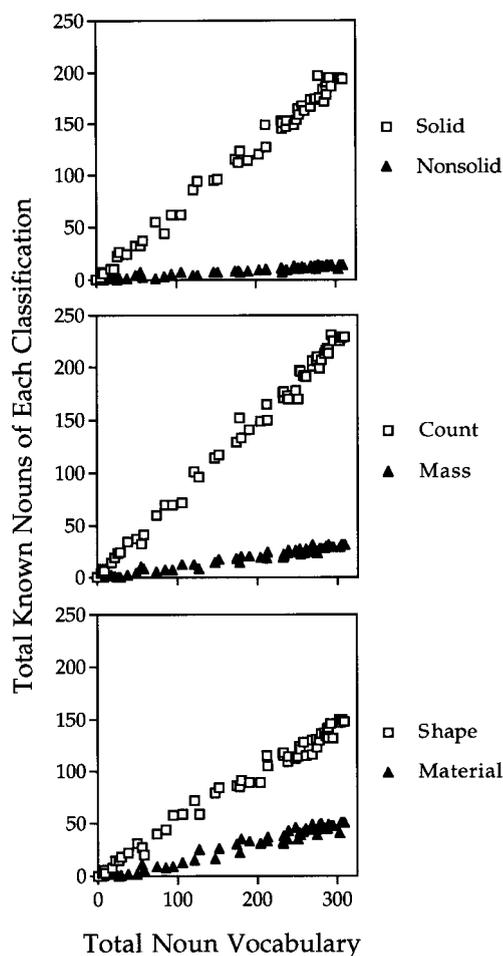 Total Known Nouns of Each Classification
250
200
150
100
50
0
Solid
Nonsolid
250
200
150
100
50
0
Count
Mass
250
200
150
100
50
0
Shape
Material
0 100 200 300
Total Noun Vocabulary